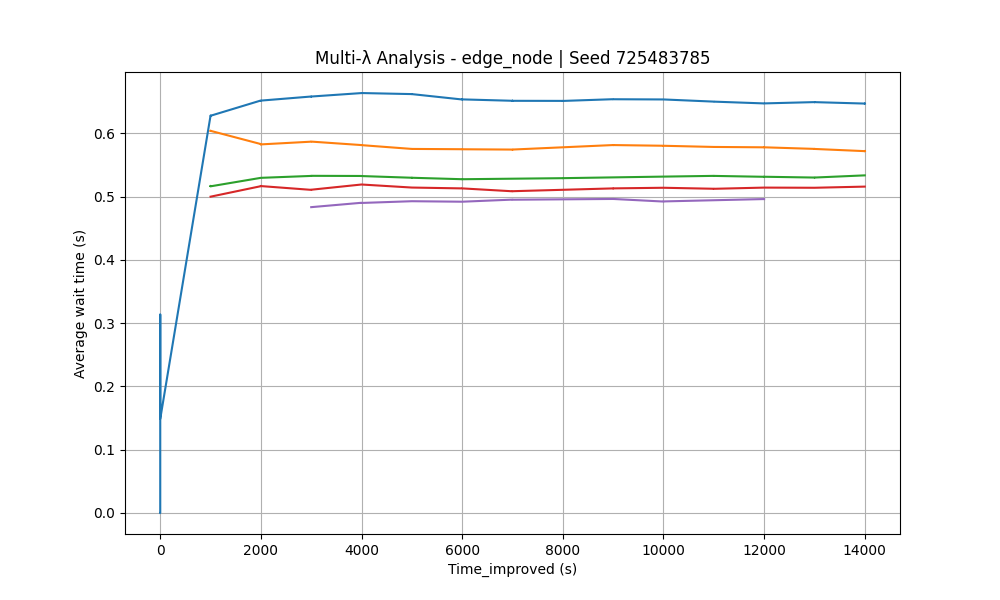 Multi-λ Analysis - edge_node | Seed 725483785
Average wait time (s)
0.6
0.5
0.4
0.3
0.2
0.1
0.0
0 2000 4000 6000 8000 10000 12000 14000
Time_improved (s)